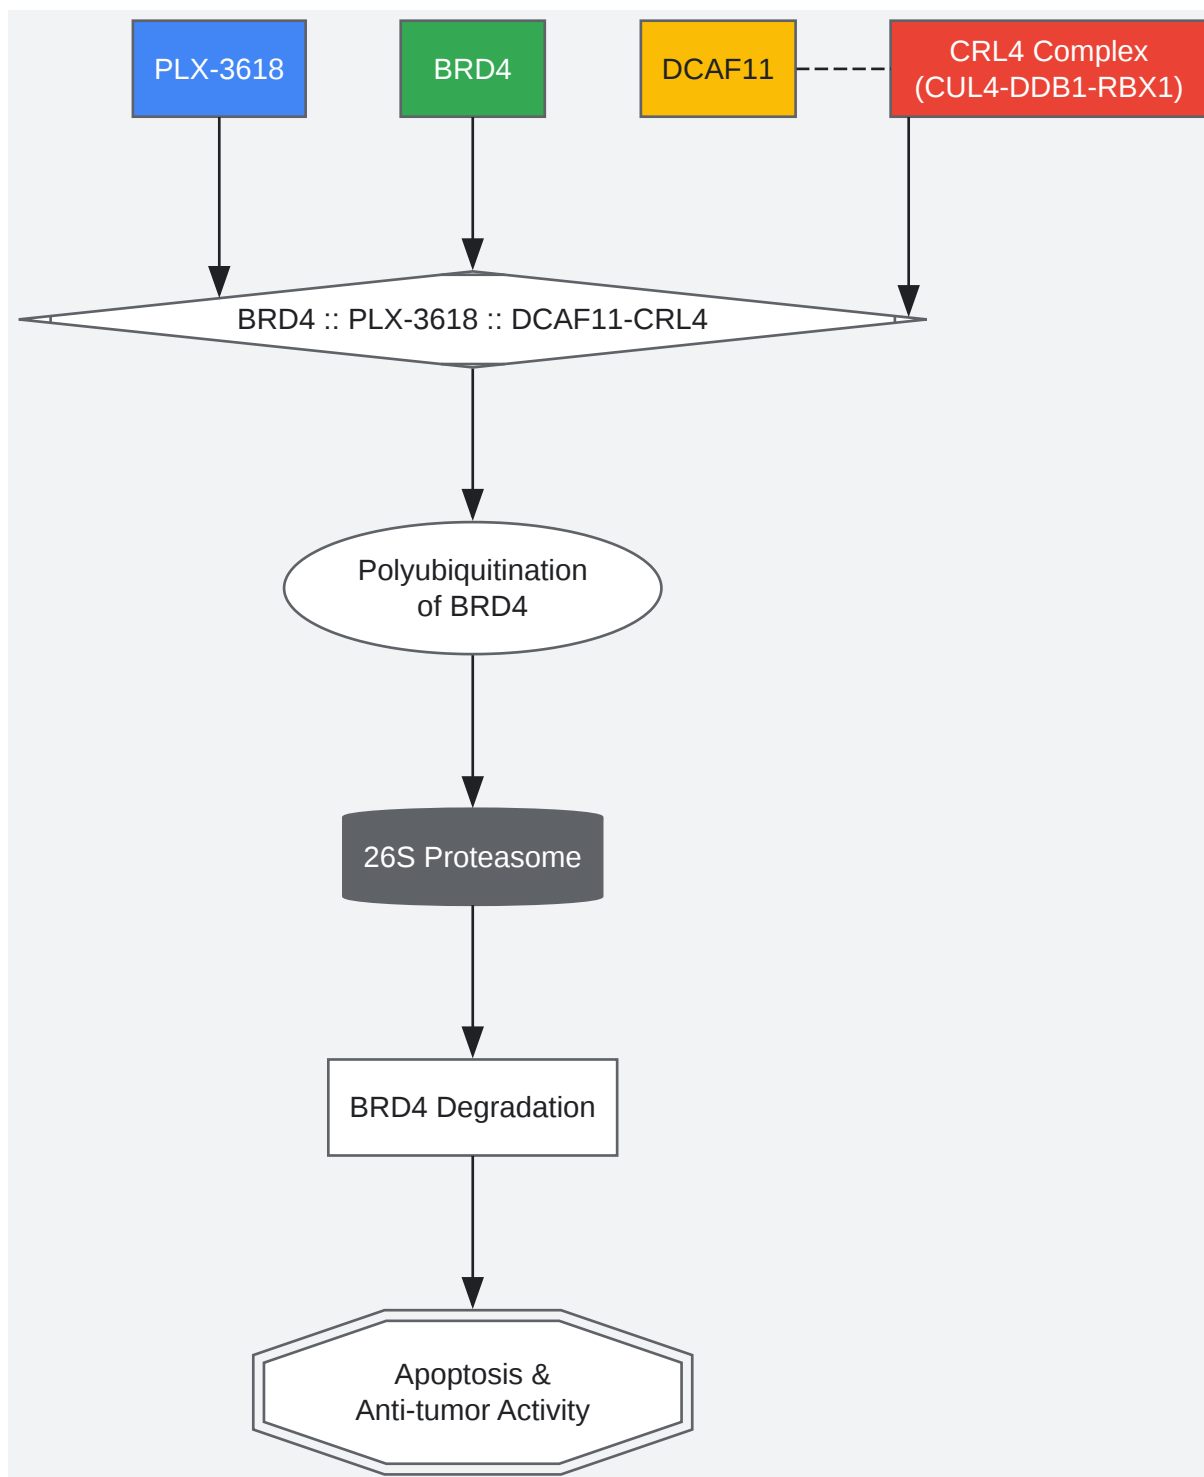 PLX-3618
BRD4
DCAF11
CRL4 Complex
(CUL4-DDB1-RBX1)
BRD4 :: PLX-3618 :: DCAF11-CRL4
Polyubiquitination
of BRD4
26S Proteasome
BRD4 Degradation
Apoptosis &
Anti-tumor Activity